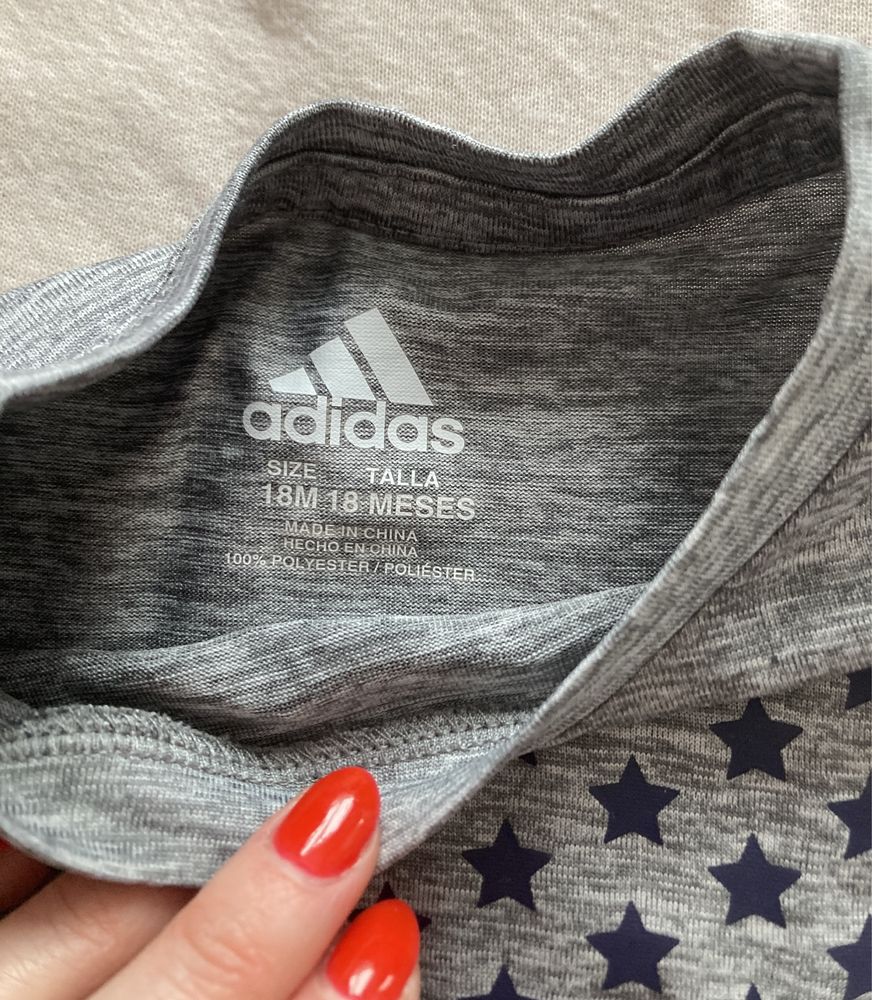 adidas
SIZE TALLA
18M 18 MESES
MADE IN CHINA
HECHO EN CHINA
100% POLYESTER / POLIÉSTER